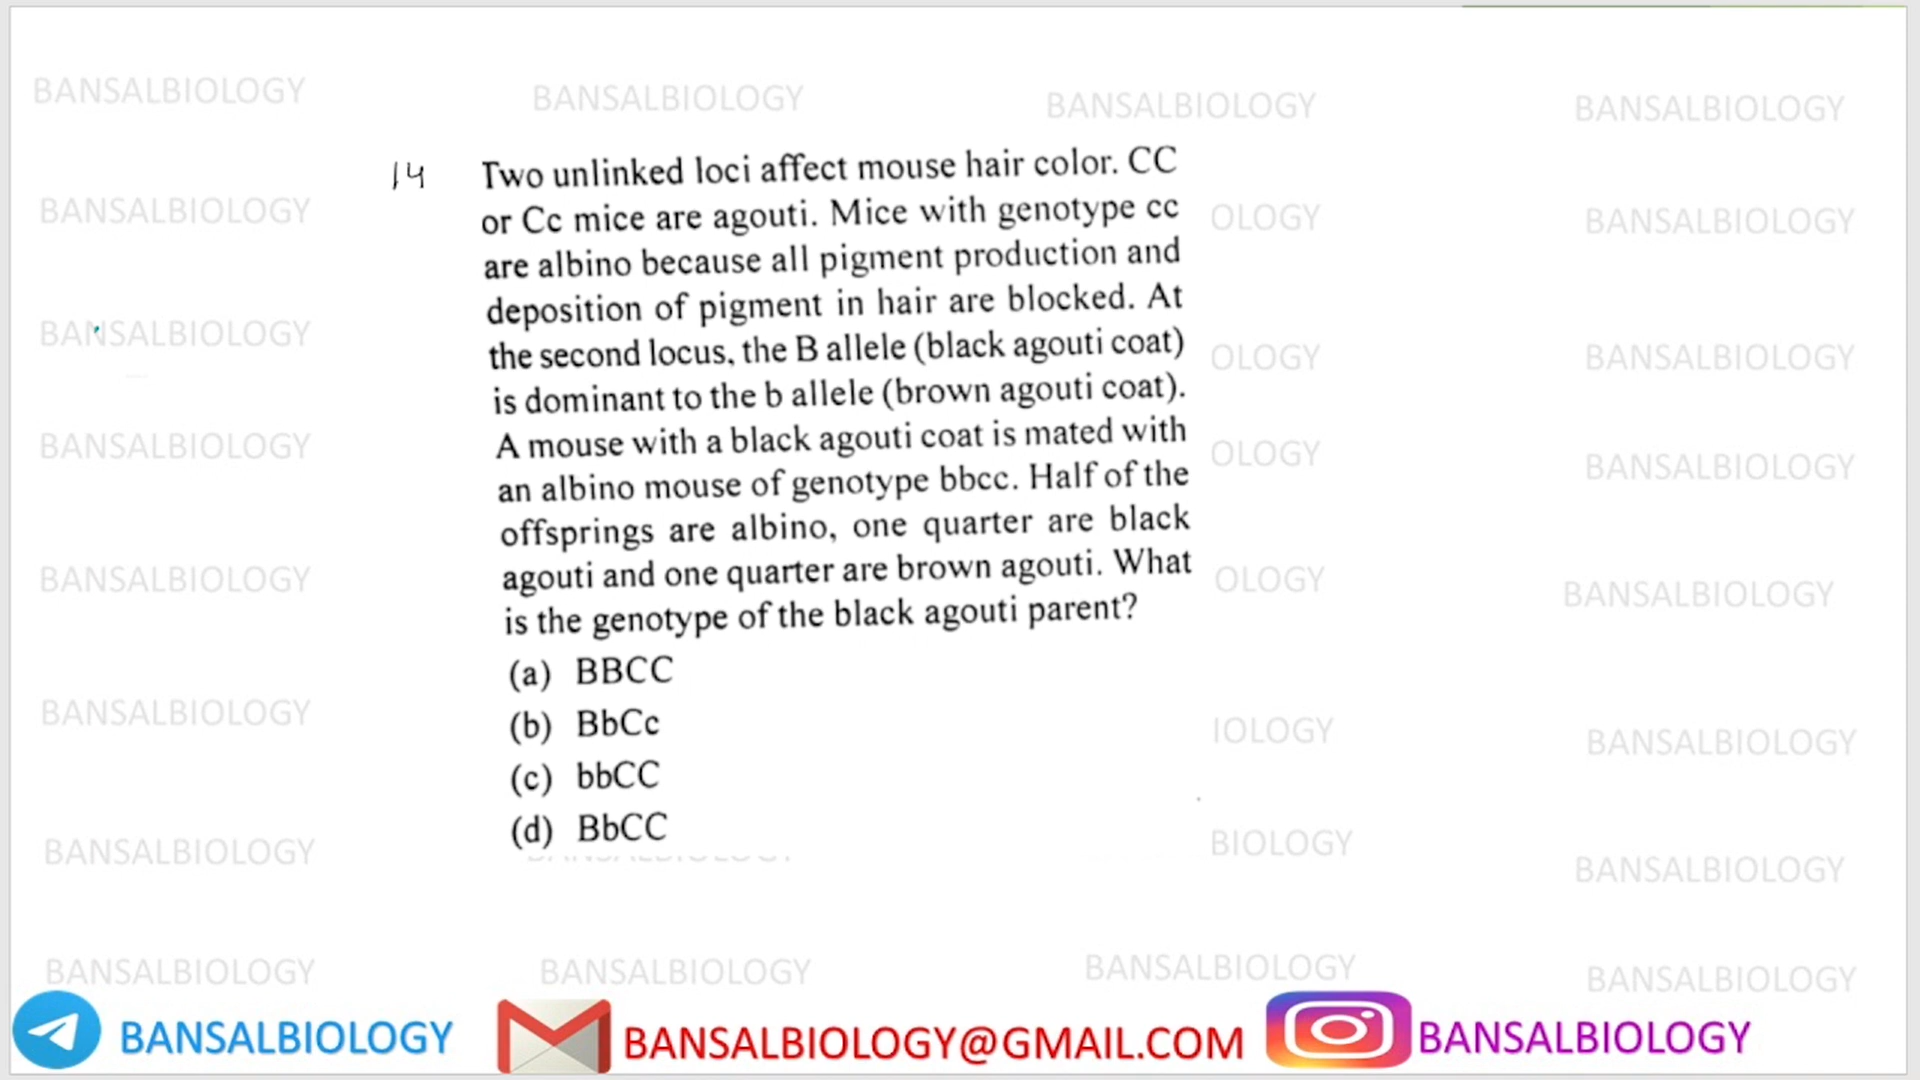 BANSALBIOLOGY BANSALBIOLOGY BANSALBIOLOGY BANSALBIOLOGY
14 Two unlinked loci affect mouse hair color. CC
BANSALBIOLOGY or Cc mice are agouti. Mice with genotype cc OLOGY BANSALBIOLOGY
are albino because all pigment production and
deposition of pigment in hair are blocked. At
BANSALBIOLOGY the second locus, the B allele (black agouti coat) OLOGY BANSALBIOLOGY
is dominant to the b allele (brown agouti coat).
BANSALBIOLOGY A mouse with a black agouti coat is mated with OLOGY BANSALBIOLOGY
an albino mouse of genotype bbcc. Half of the
offsprings are albino, one quarter are black
BANSALBIOLOGY agouti and one quarter are brown agouti. What OLOGY BANSALBIOLOGY
is the genotype of the black agouti parent?
(a) BBCC
BANSALBIOLOGY (b) BbCc IOLOGY BANSALBIOLOGY
(c) bbCC
(d) BbCC
BANSALBIOLOGY BIOLOGY BANSALBIOLOGY
BANSALBIOLOGY BANSALBIOLOGY BANSALBIOLOGY BANSALBIOLOGY
BANSALBIOLOGY BANSALBIOLOGY@GMAIL.COM BANSALBIOLOGY